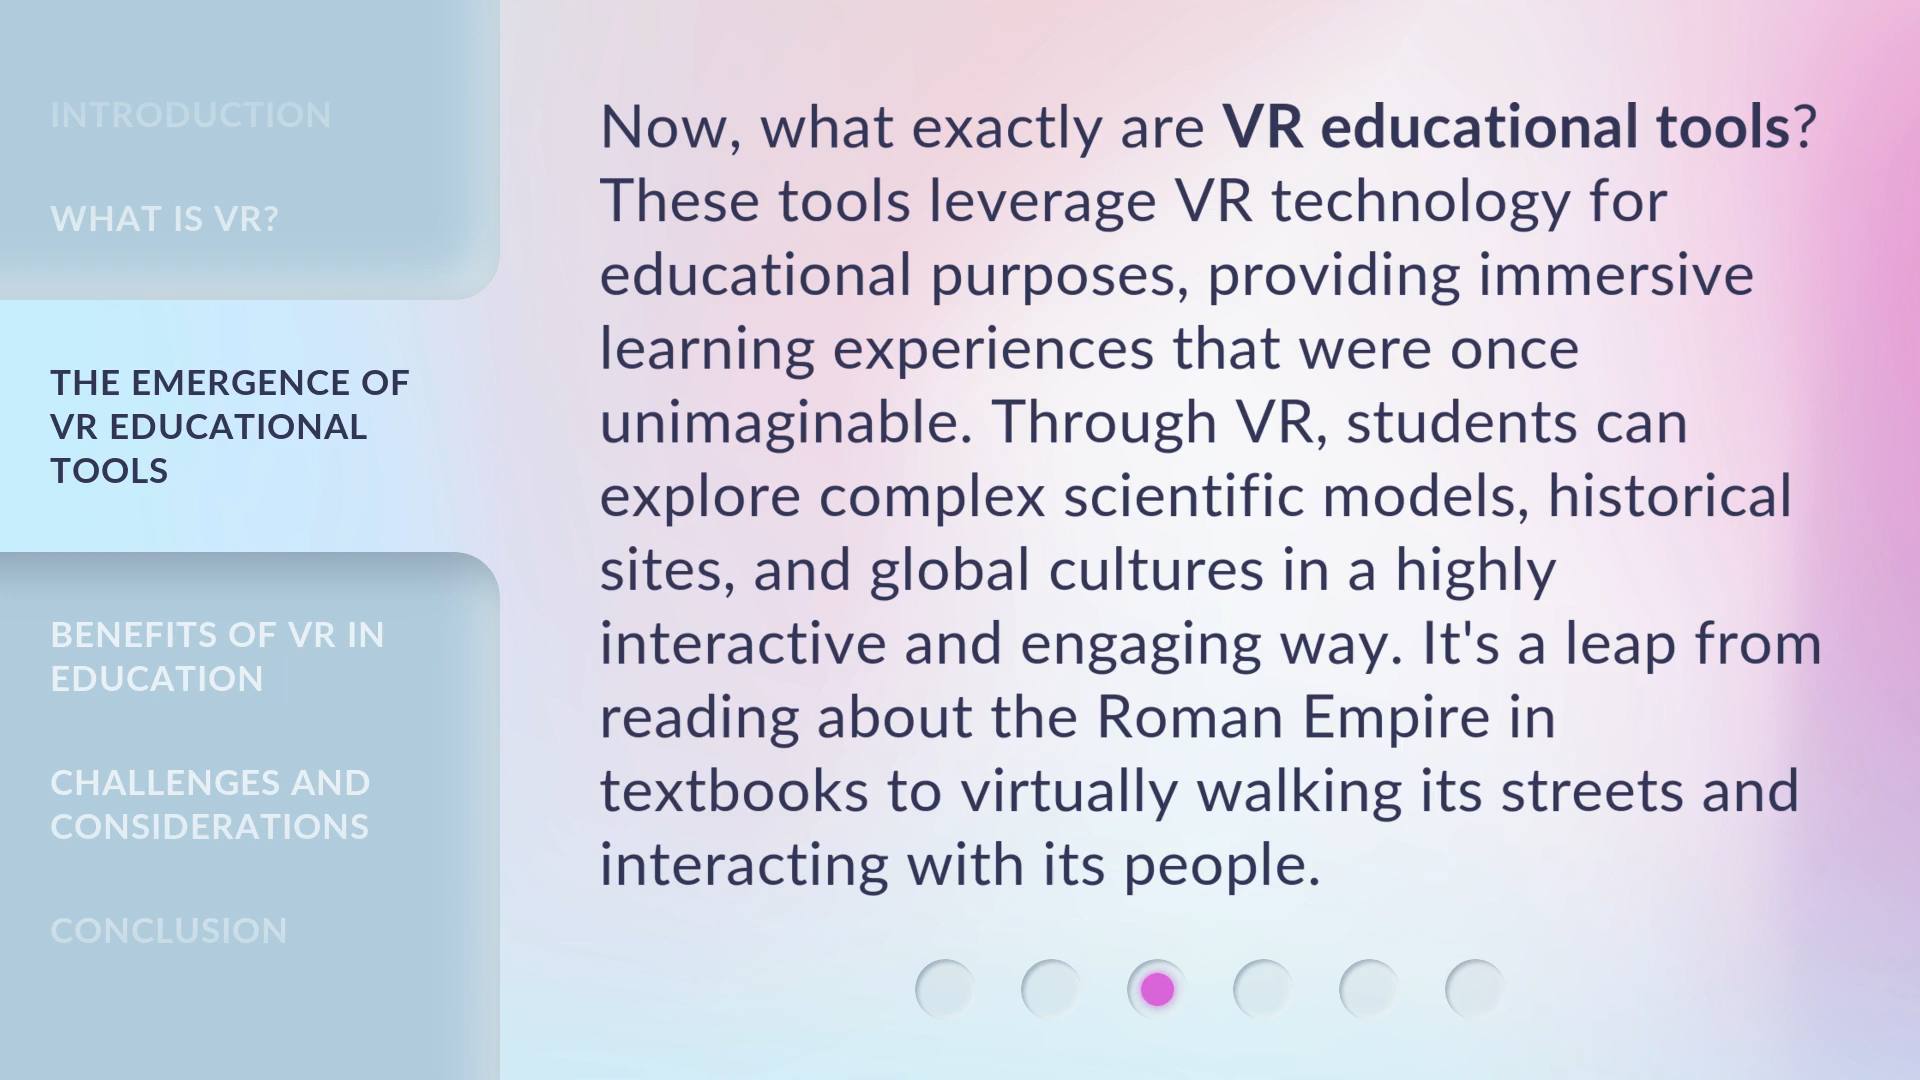 INTRODUCTION
WHAT IS VR?
THE EMERGENCE OF
VR EDUCATIONAL
TOOLS
BENEFITS OF VR IN
EDUCATION
CHALLENGES AND
CONSIDERATIONS
CONCLUSION
Now, what exactly are VR educational tools?
These tools leverage VR technology for
educational purposes, providing immersive
learning experiences that were once
unimaginable. Through VR, students can
explore complex scientific models, historical
sites, and global cultures in a highly
interactive and engaging way. It's a leap from
reading about the Roman Empire in
textbooks to virtually walking its streets and
interacting with its people.